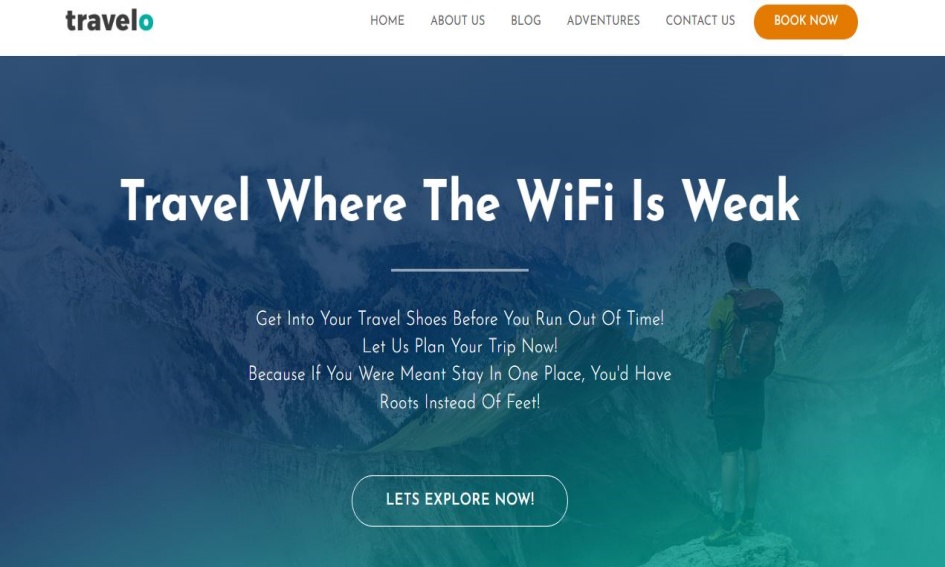 travelo
HOME ABOUT US BLOG ADVENTURES CONTACT US BOOK NOW
Travel Where The WiFi Is Weak
Get Into Your Travel Shoes Before You Run Out Of Time!
Let Us Plan Your Trip Now!
Because If You Were Meant Stay In One Place, You'd Have
Roots Instead Of Feet!
LETS EXPLORE NOW!